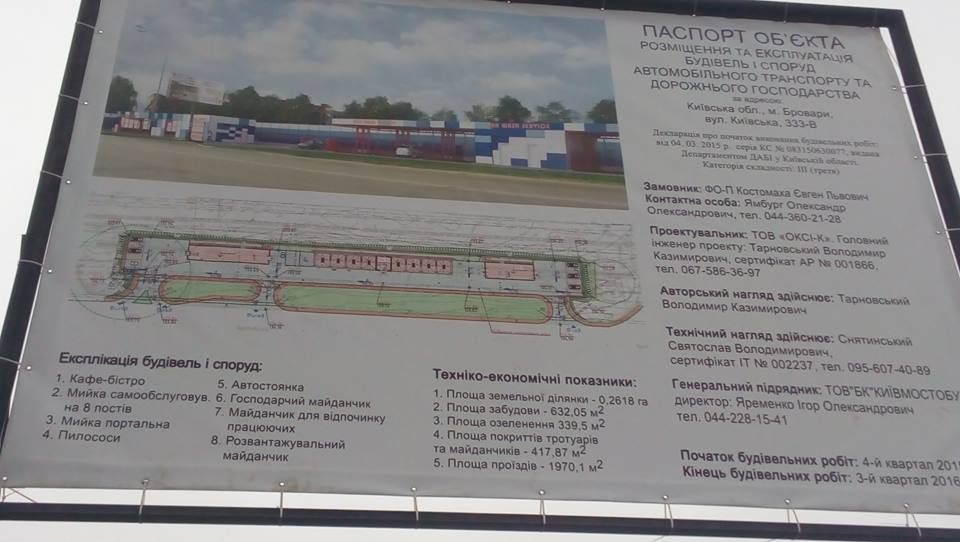 ПАСПОРТ ОБ'ЄКТА
РОЗМІЩЕННЯ ТА ЕКСПЛУАТАЦІЯ
БУДІВЕЛЬ І СПОРУД
АВТОМОБІЛЬНОГО ТРАНСПОРТУ ТА
ДОРОЖНЬОГО ГОСПОДАРСТВА
за адресою:
Київська обл., м. Бровари,
вул. Київська, 333-В
Декларація про початок виконання будівельних робіт:
від 04. 03. 2015 р. серія КС № 083150630077, видана
Департаментом ДАБІ у Київській області.
Категорія складності: III (третя)
Замовник: ФО-П Костомаха Євген Львович
Контактна особа: Ямбург Олександр
Олександрович, тел. 044-360-21-28
Проектувальник: ТОВ «ОКСІ-К». Головний
інженер проекту: Тарновський Володимир
Казимирович, сертифікат АР № 001866,
тел. 067-586-36-97
Авторський нагляд здійснює: Тарновський
Володимир Казимирович
Технічний нагляд здійснює: Снятинський
Святослав Володимирович,
сертифікат ІТ № 002237, тел. 095-607-40-89
Генеральний підрядник: ТОВ"БК"КИЇВМОСТОБУ
директор: Яременко Ігор Олександрович
тел. 044-228-15-41
Початок будівельних робіт: 4-й квартал 201
Кінець будівельних робіт: 3-й квартал 2016
Експлікація будівель і споруд:
1. Кафе-бістро
2. Мийка самообслуговув.
на 8 постів
3. Мийка портальна
4. Пилососи
5. Автостоянка
6. Господарчий майданчик
7. Майданчик для відпочинку
працюючих
8. Розвантажувальний
майданчик
Техніко-економічні показники:
1. Площа земельної ділянки - 0,2618 га
2. Площа забудови - 632,05 м2
3. Площа озеленення 339,5 м2
4. Площа покриттів тротуарів
та майданчиків - 417,87 м2
5. Площа проїздів - 1970,1 м2